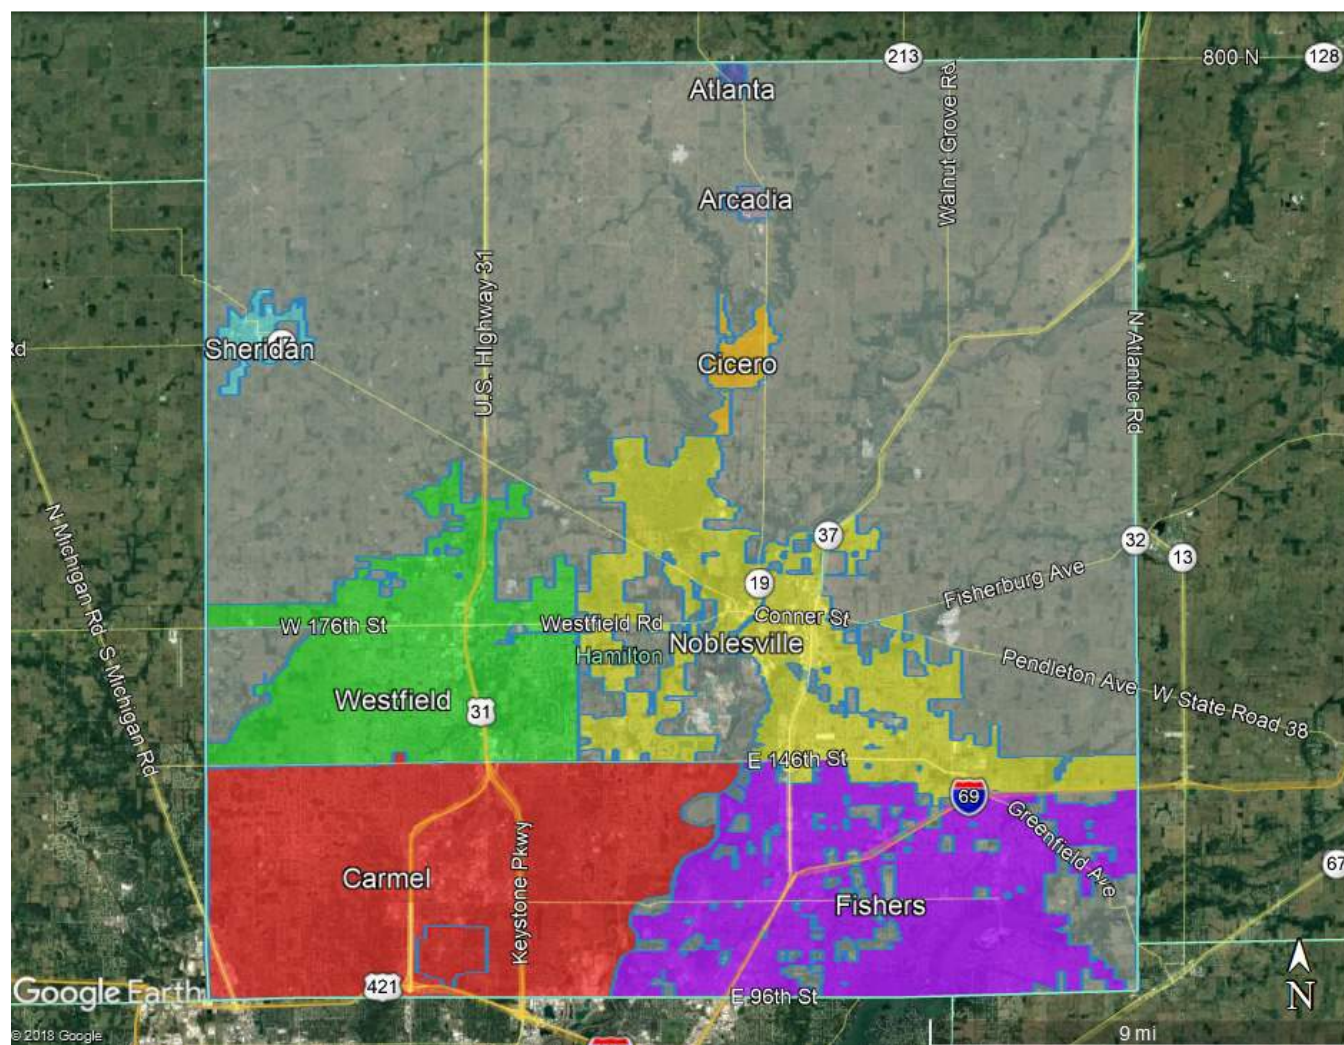 213
800 N
128
Atlanta
Walnut Grove Rd
Arcadia
U.S. HIghway 31
N Atlantic Rd
Rd
Sheridan
47
Cicero
N Michigan Rd
S Michigan Rd
37
32
13
19
Fisherburg Ave
W 176th St
Westfield Rd
Conner St
Noblesville
Hamilton
Pendleton Ave
W State Road 38
Westfield
31
E 146th St
69
Greenfield Ave
67
Carmel
Keystone Pkwy
Fishers
421
E 96th St
Google Earth
© 2018 Google
N
9 mi